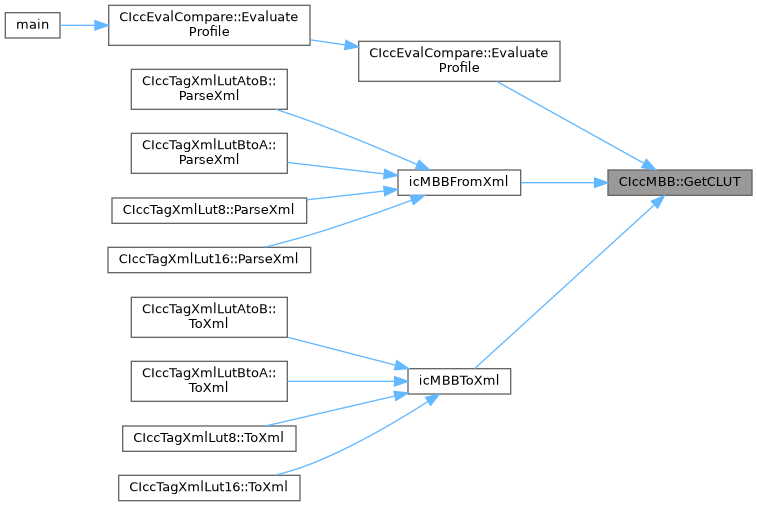 main
CIccEvalCompare::Evaluate
Profile
CIccEvalCompare::Evaluate
Profile
CIccTagXmlLutAtoB::
ParseXml
CIccTagXmlLutBtoA::
ParseXml
icMBBFromXml
CIccMBB::GetCLUT
CIccTagXmlLut8::ParseXml
CIccTagXmlLut16::ParseXml
CIccTagXmlLutAtoB::
ToXml
CIccTagXmlLutBtoA::
ToXml
icMBBToXml
CIccTagXmlLut8::ToXml
CIccTagXmlLut16::ToXml